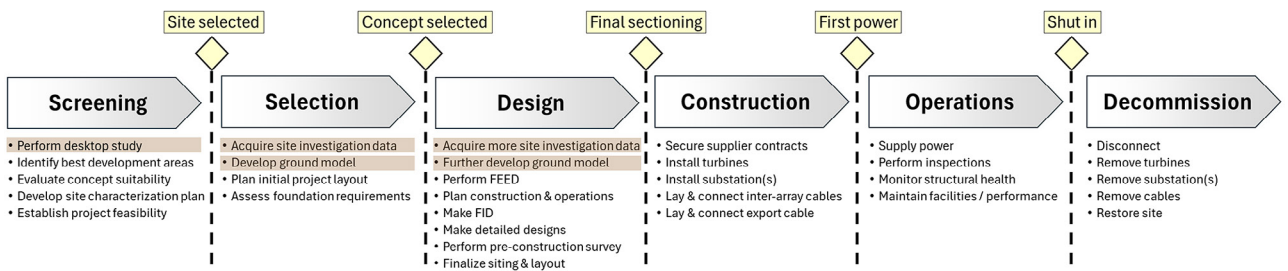 Site selected
Concept selected
Final sectioning
First power
Shut in
Screening
• Perform desktop study
• Identify best development areas
• Evaluate concept suitability
• Develop site characterization plan
• Establish project feasibility
Selection
• Acquire site investigation data
• Develop ground model
• Plan initial project layout
• Assess foundation requirements
Design
• Acquire more site investigation data
• Further develop ground model
• Perform FEED
• Plan construction & operations
• Make FID
• Make detailed designs
• Perform pre-construction survey
• Finalize siting & layout
Construction
• Secure supplier contracts
• Install turbines
• Install substation(s)
• Lay & connect inter-array cables
• Lay & connect export cable
Operations
• Supply power
• Perform inspections
• Monitor structural health
• Maintain facilities / performance
Decommission
• Disconnect
• Remove turbines
• Remove substation(s)
• Remove cables
• Restore site